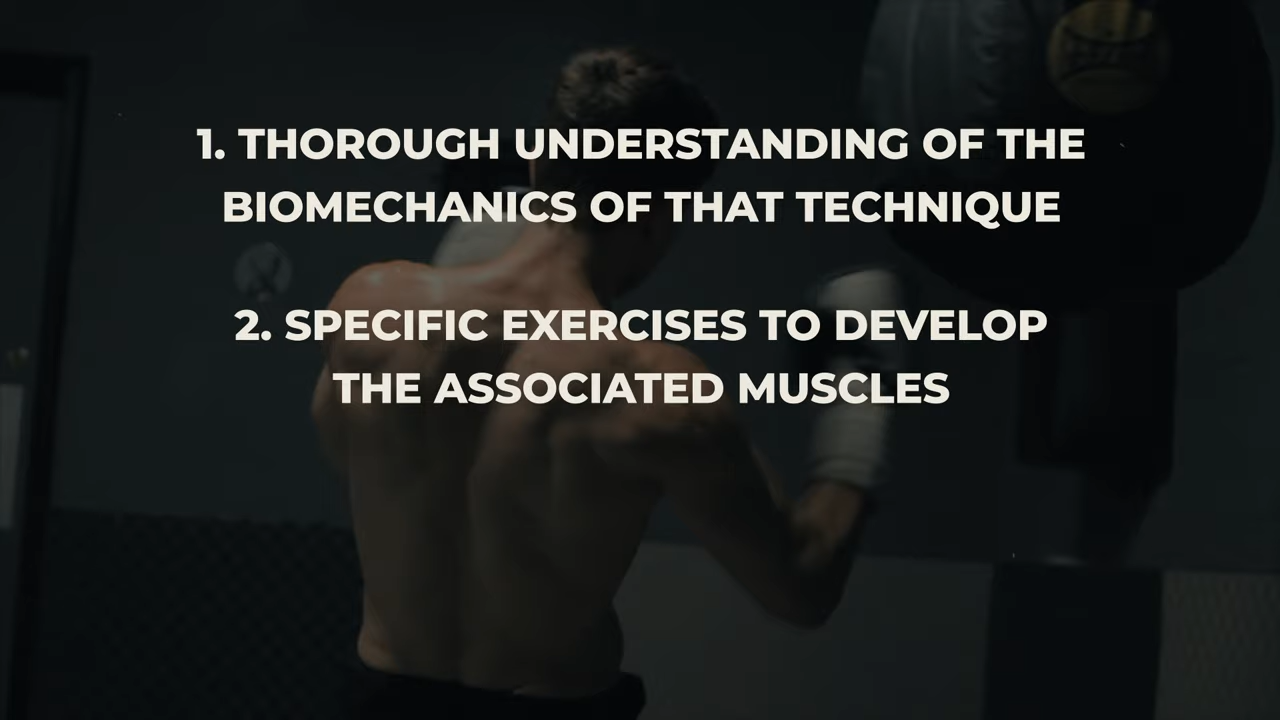 1. THOROUGH UNDERSTANDING OF THE
BIOMECHANICS OF THAT TECHNIQUE
2. SPECIFIC EXERCISES TO DEVELOP
THE ASSOCIATED MUSCLES